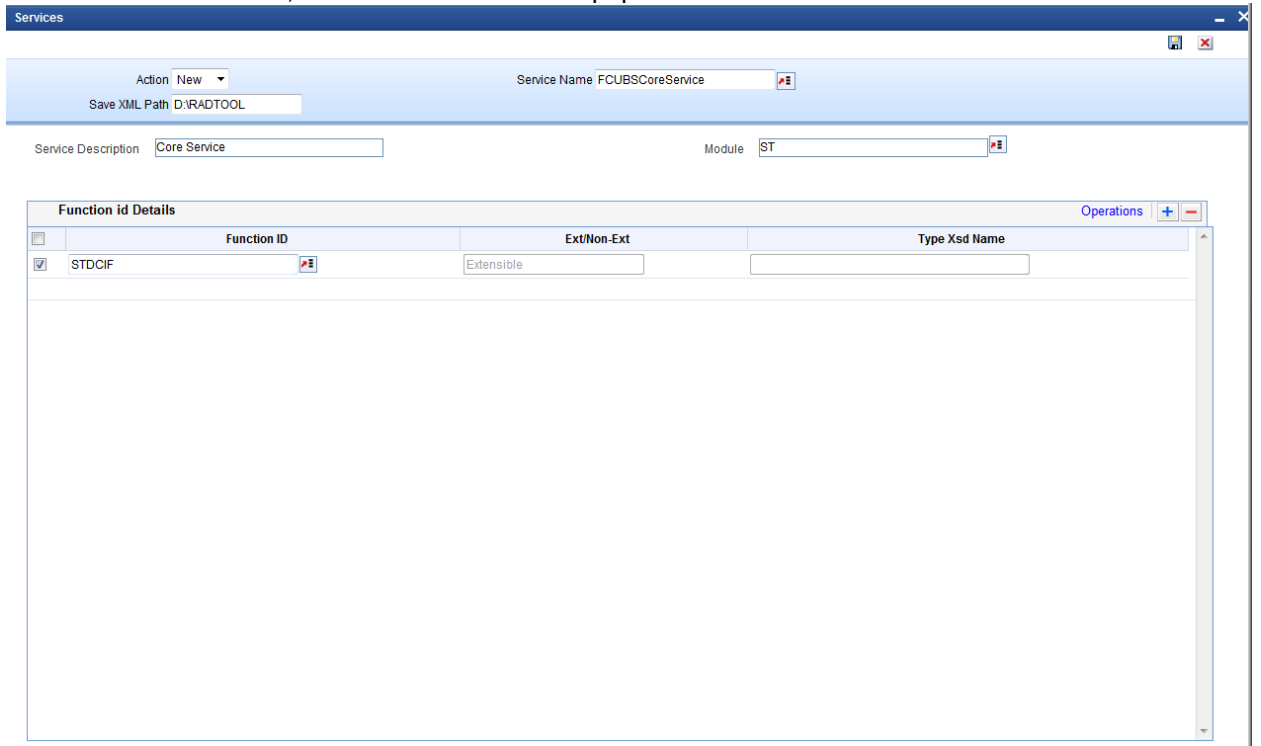 Services
Action New
Service Name FCUBSCoreService
Save XML Path D:\RADTOOL
Service Description Core Service
Module ST
Function id Details
Operations
Function ID Ext/Non-Ext Type Xsd Name
STDCIF Extensible